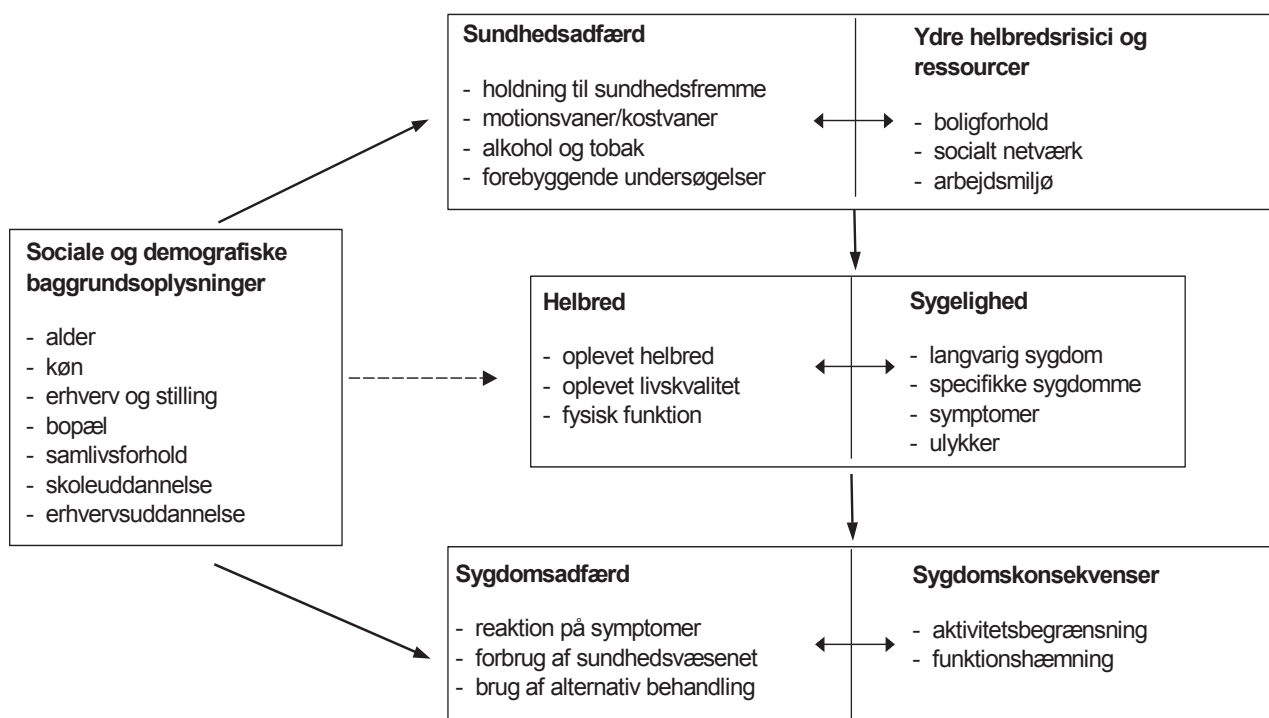 Sundhedsadfærd
- holdning til sundhedsfremme
- motionsvaner/kostvaner
- alkohol og tobak
- forebyggende undersøgelser
Ydre helbredsrisici og
ressourcer
- boligforhold
- socialt netværk
- arbejdsmiljø
Sociale og demografiske
baggrundsoplysninger
- alder
- køn
- erhverv og stilling
- bopæl
- samlivsforhold
- skoleuddannelse
- erhvervsuddannelse
Helbred
- oplevet helbred
- oplevet livskvalitet
- fysisk funktion
Sygelighed
- langvarig sygdom
- specifikke sygdomme
- symptomer
- ulykker
Sygdomsadfærd
- reaktion på symptomer
- forbrug af sundhedsvæsenet
- brug af alternativ behandling
Sygdomskonsekvenser
- aktivitetsbegrænsning
- funktionshæmning